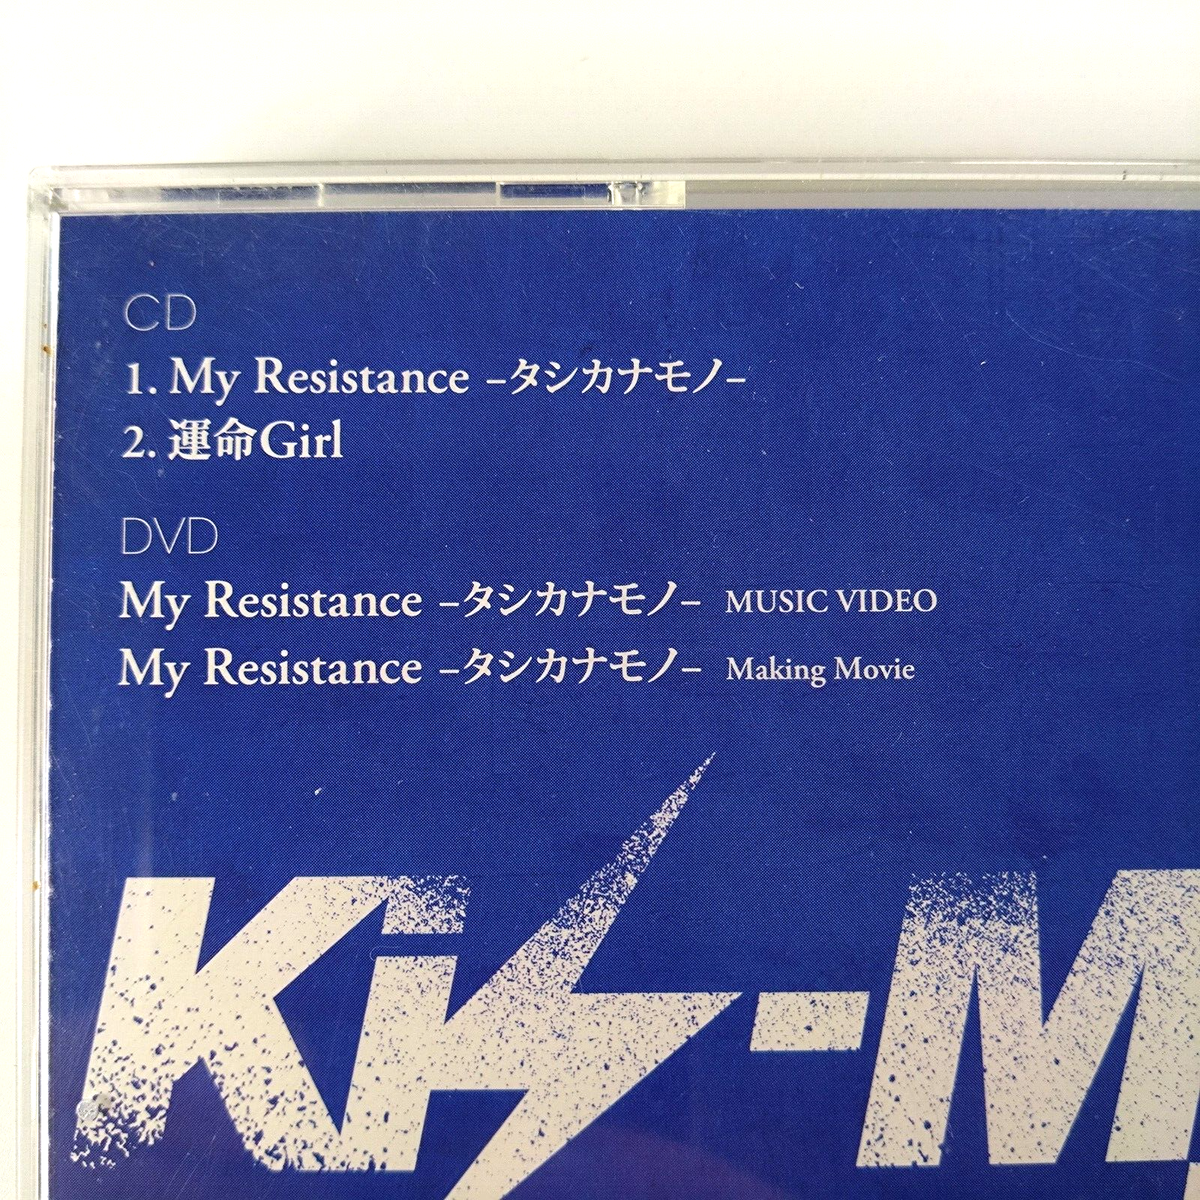 CD
1. My Resistance –タシカナモノ–
2. 運命Girl
DVD
My Resistance –タシカナモノ– MUSIC VIDEO
My Resistance –タシカナモノ– Making Movie
Kis-M